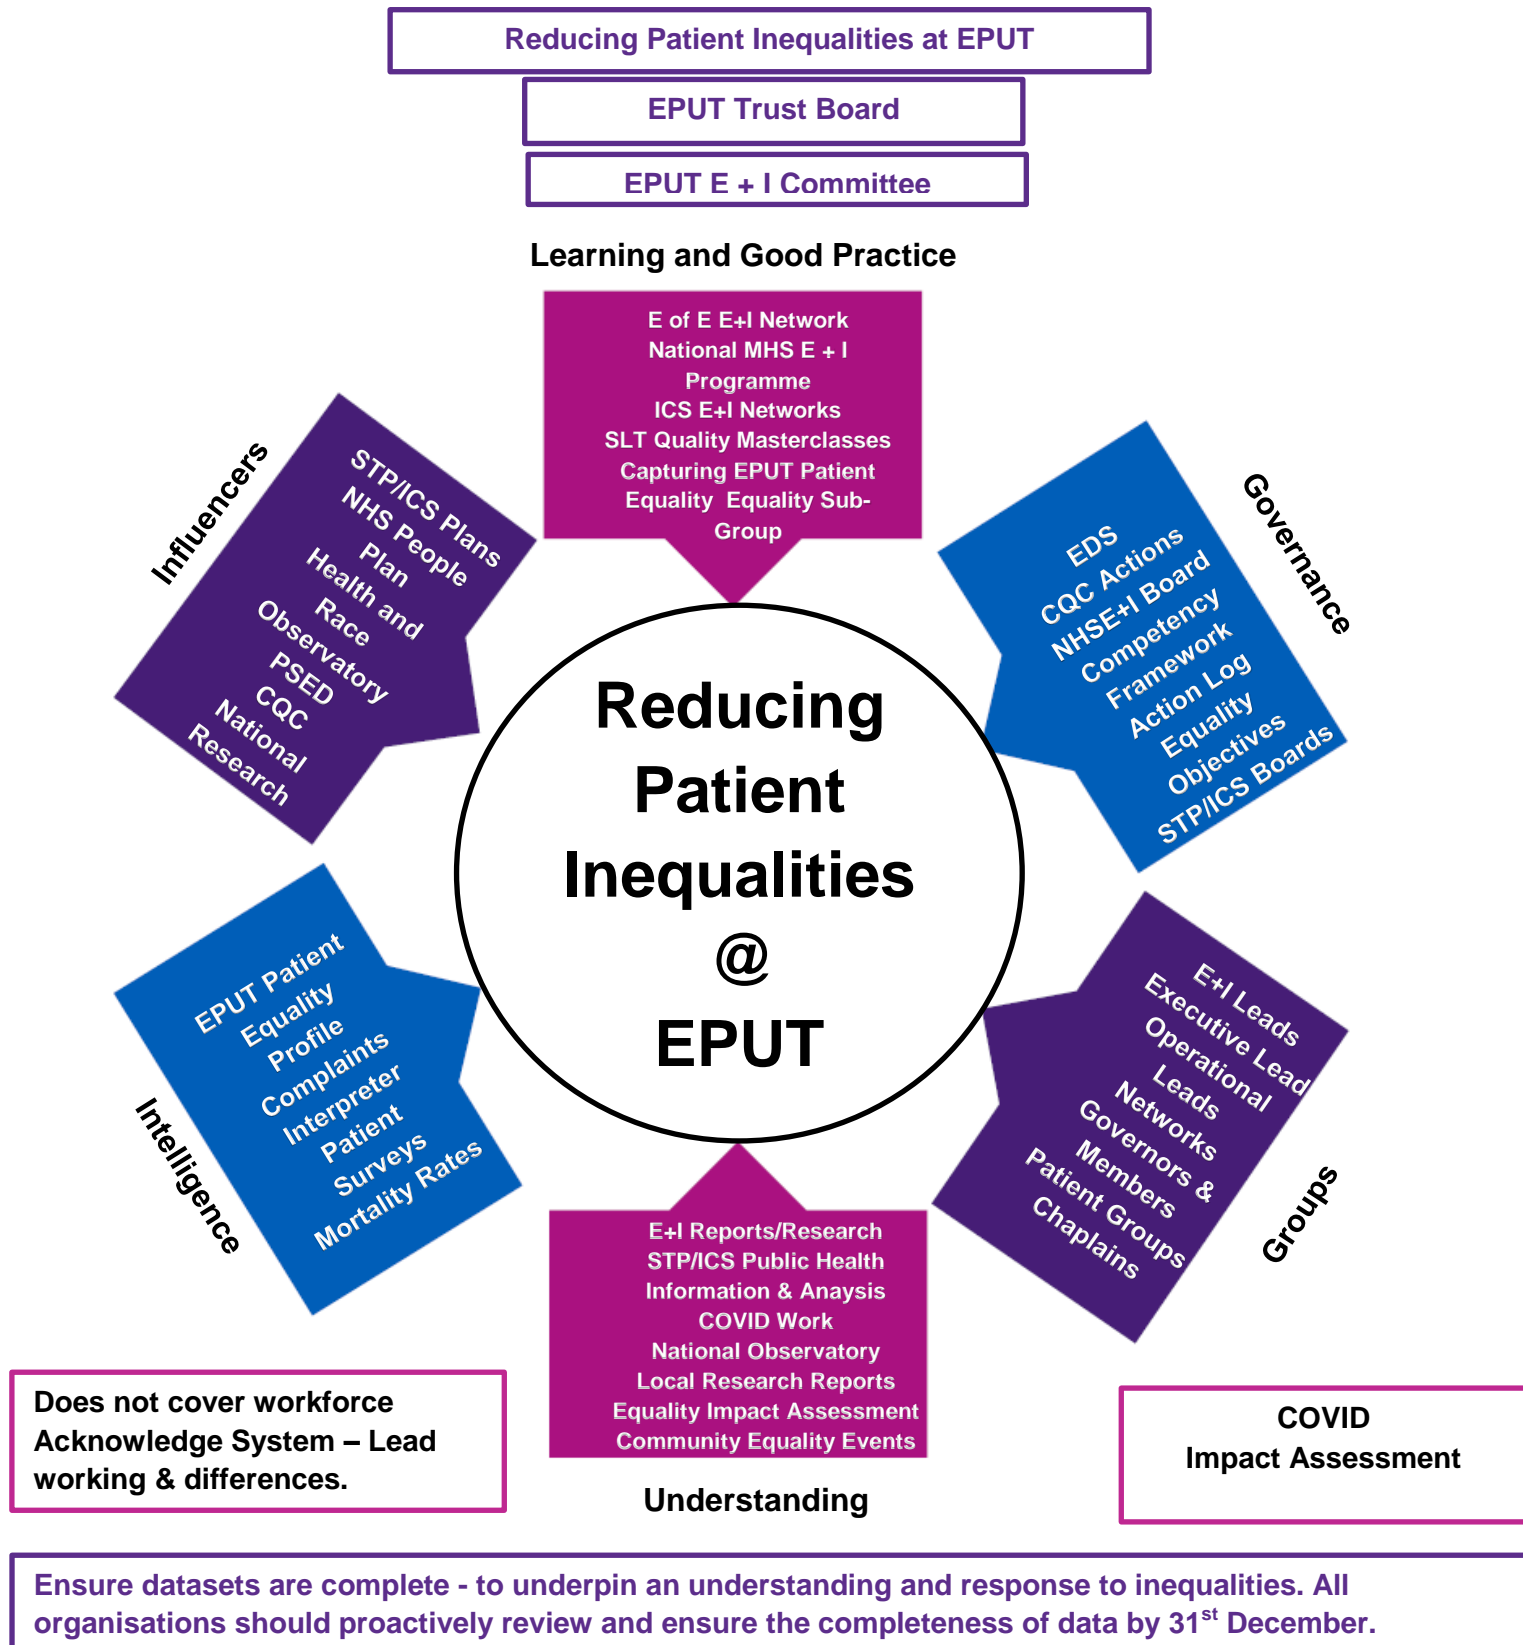 Reducing Patient Inequalities at EPUT
EPUT Trust Board
EPUT E + I Committee
Learning and Good Practice
E of E E+I Network
National MHS E + I
Programme
ICS E+I Networks
SLT Quality Masterclasses
Capturing EPUT Patient
Equality  Equality Sub-
Group
Influencers
STP/ICS Plans
NHS People
Plan
Health and
Race
Observatory
PSED
CQC
National
Research
Governance
EDS
CQC Actions
NHSE+I Board
Competency
Framework
Action Log
Equality
Objectives
STP/ICS Boards
Reducing
Patient
Inequalities
@
EPUT
Intelligence
EPUT Patient
Equality
Profile
Complaints
Interpreter
Patient
Surveys
Mortality Rates
Groups
E+I Leads
Executive Lead
Operational
Leads
Networks
Governors &
Members
Patient Groups
Chaplains
E+I Reports/Research
STP/ICS Public Health
Information & Anaysis
COVID Work
National Observatory
Local Research Reports
Equality Impact Assessment
Community Equality Events
Understanding
Does not cover workforce
Acknowledge System – Lead
working & differences.
COVID
Impact Assessment
Ensure datasets are complete - to underpin an understanding and response to inequalities. All
organisations should proactively review and ensure the completeness of data by 31st December.